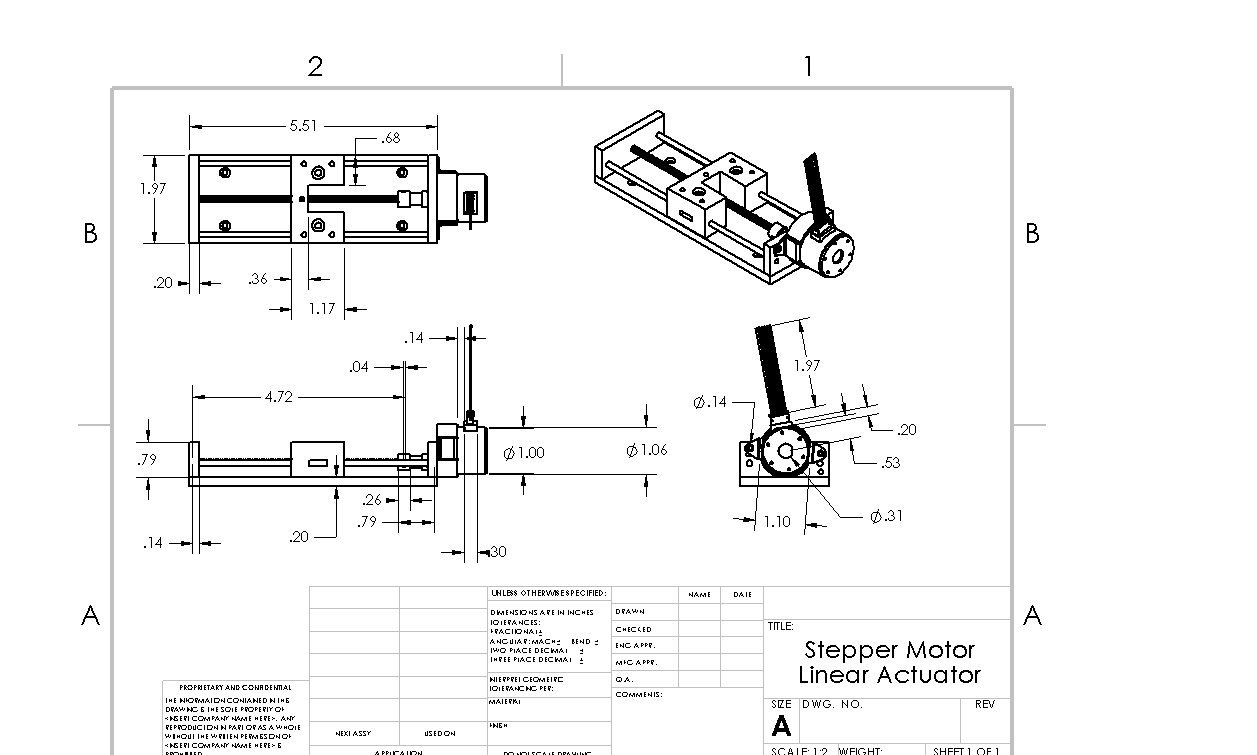 2 1
5.51
.68
1.97
B B
.20 .36
1.17
.14
.04
1.97
4.72
Ø.14
.20
.79 Ø1.00 Ø1.06
.53
.26
.79
Ø.31
1.10
.20
.14
.30
A A
UNLESS OTHERWISE SPECIFIED:
NAME DATE
DIMENSIONS ARE IN INCHES
TOLERANCES:
FRACTIONAL±
ANGULAR: MACH± BEND ±
TWO PLACE DECIMAL ±
THREE PLACE DECIMAL ±
INTERPRET GEOMETRIC
TOLERANCING PER:
MATERIAL
FINISH
DRAWN
CHECKED
ENG APPR.
MFG APPR.
Q.A.
COMMENTS:
TITLE:
Stepper Motor
Linear Actuator
SIZE DWG. NO. REV
A
SCALE: 1:2 WEIGHT: SHEET 1 OF 1
PROPRIETARY AND CONFIDENTIAL
THE INFORMATION CONTAINED IN THIS
DRAWING IS THE SOLE PROPERTY OF
<INSERT COMPANY NAME HERE>. ANY
REPRODUCTION IN PART OR AS A WHOLE
WITHOUT THE WRITTEN PERMISSION OF
<INSERT COMPANY NAME HERE> IS
PROHIBITED.
NEXT ASSY USED ON
APPLICATION
DO NOT SCALE DRAWING